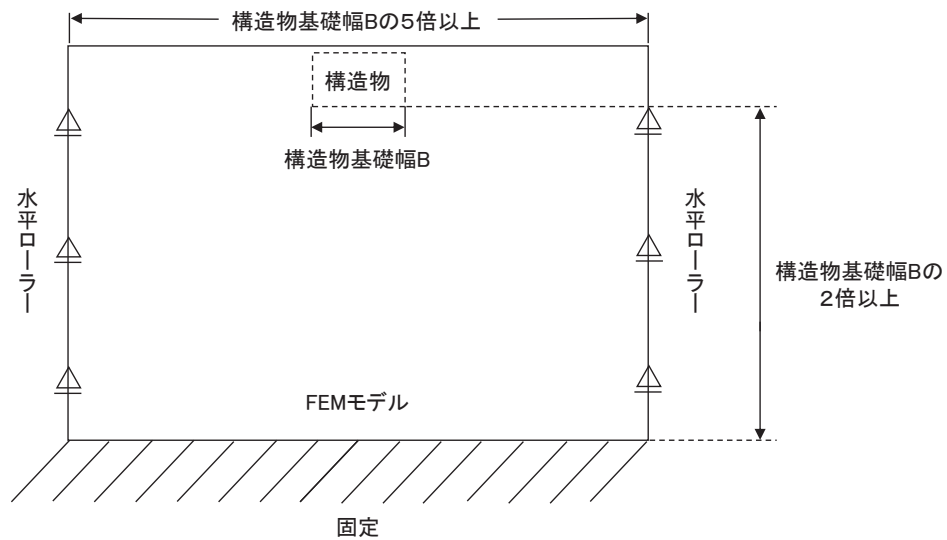 構造物基礎幅Bの5倍以上
構造物
構造物基礎幅B
水平ローラー
水平ローラー
構造物基礎幅Bの
2倍以上
FEMモデル
固定